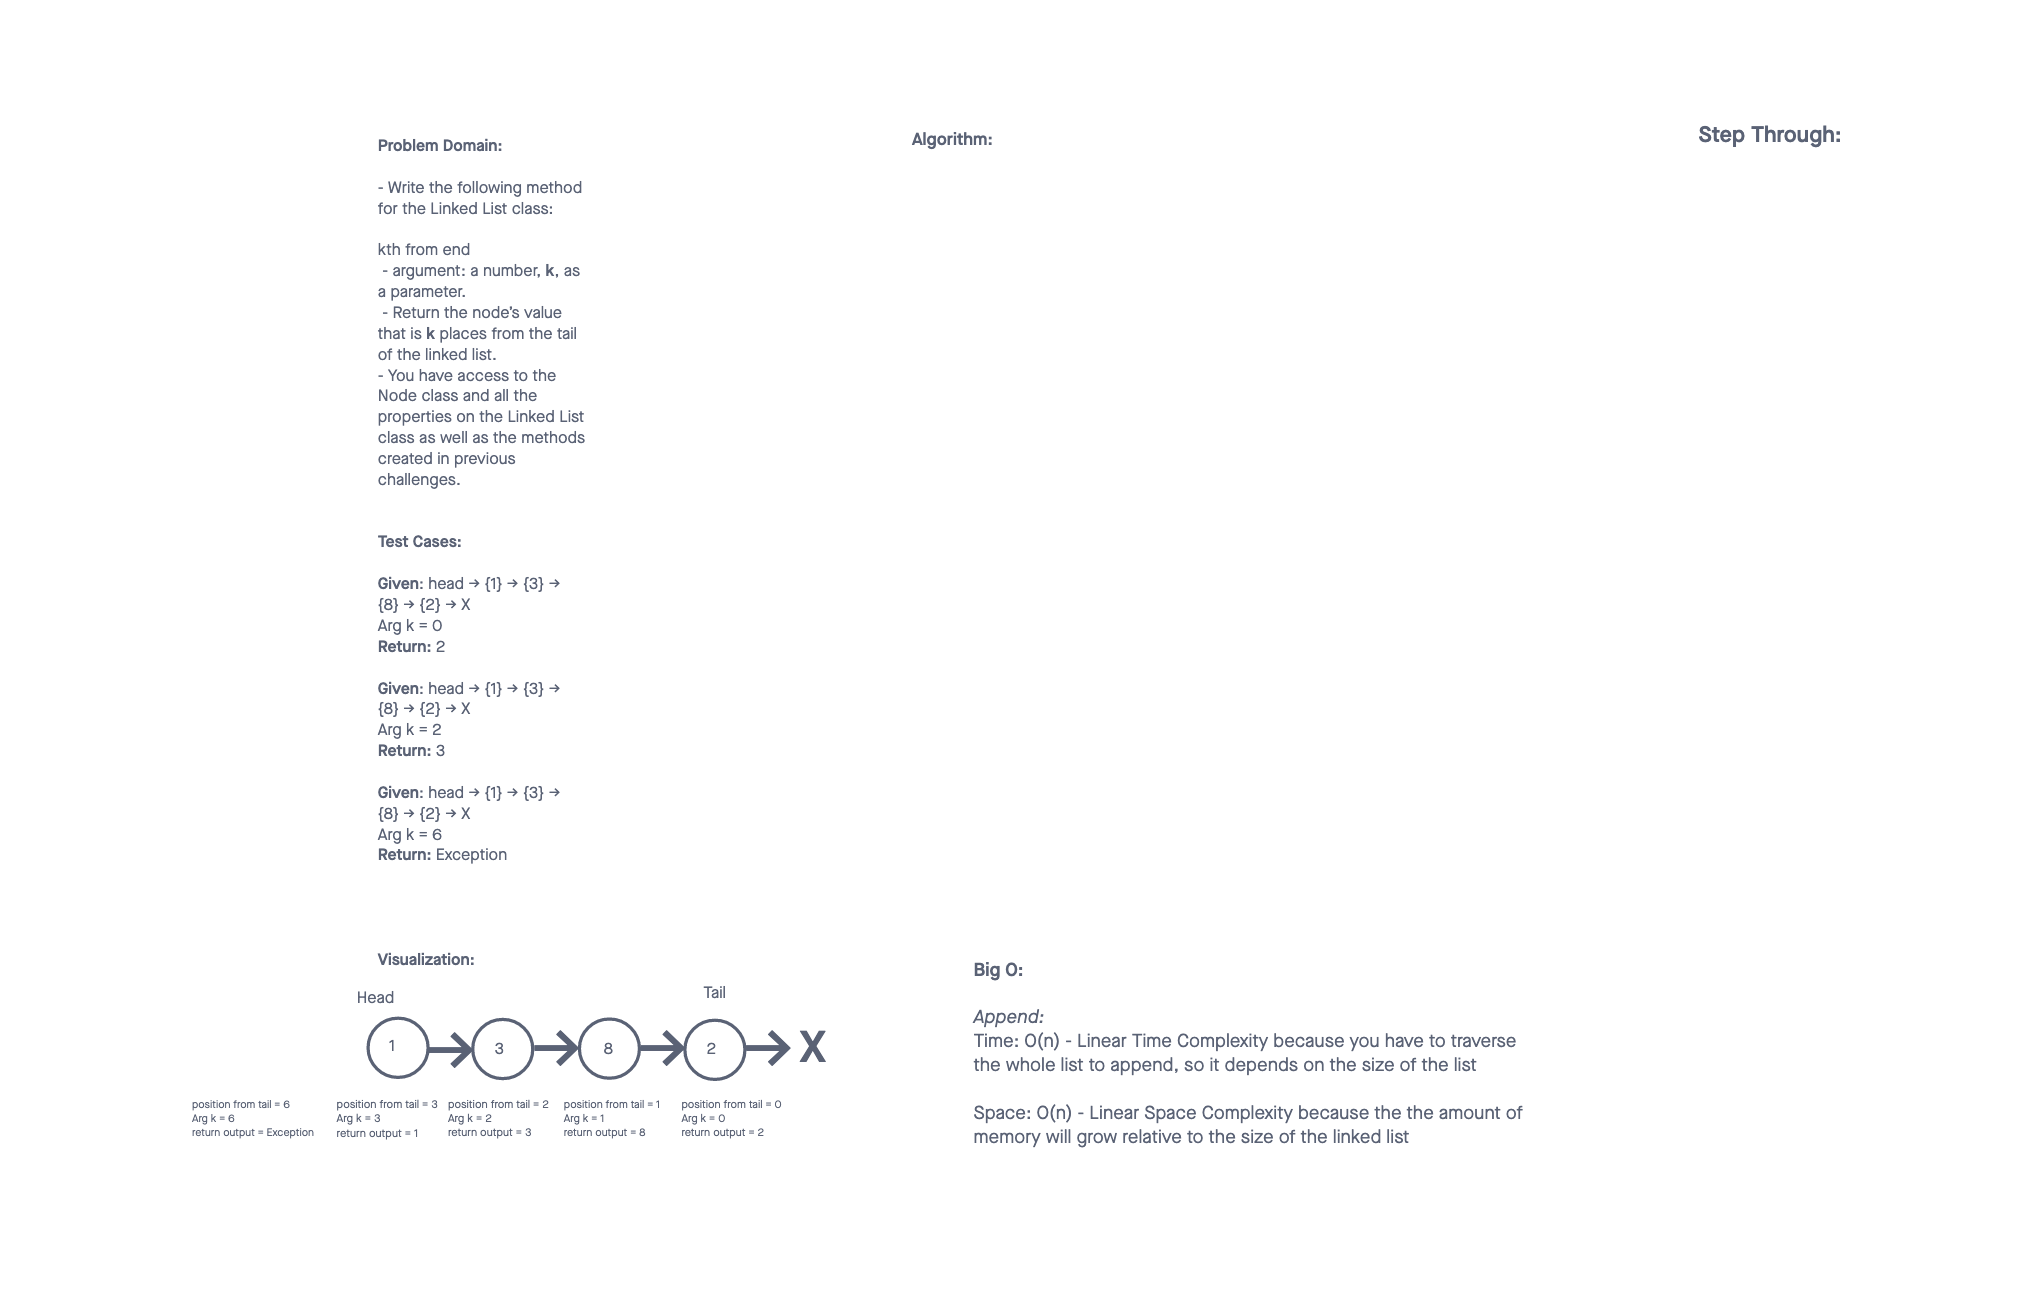 Problem Domain:
- Write the following method
for the Linked List class:
kth from end
- argument: a number, k, as
a parameter.
- Return the node’s value
that is k places from the tail
of the linked list.
- You have access to the
Node class and all the
properties on the Linked List
class as well as the methods
created in previous
challenges.
Test Cases:
Given: head → {1} → {3} →
{8} → {2} → X
Arg k = 0
Return: 2
Given: head → {1} → {3} →
{8} → {2} → X
Arg k = 2
Return: 3
Given: head → {1} → {3} →
{8} → {2} → X
Arg k = 6
Return: Exception
Visualization:
Head
Tail
1
3
8
2
X
position from tail = 6
Arg k = 6
return output = Exception
position from tail = 3
Arg k = 3
return output = 1
position from tail = 2
Arg k = 2
return output = 3
position from tail = 1
Arg k = 1
return output = 8
position from tail = 0
Arg k = 0
return output = 2
Algorithm:
Big O:
Append:
Time: O(n) - Linear Time Complexity because you have to traverse
the whole list to append, so it depends on the size of the list
Space: O(n) - Linear Space Complexity because the the amount of
memory will grow relative to the size of the linked list
Step Through: